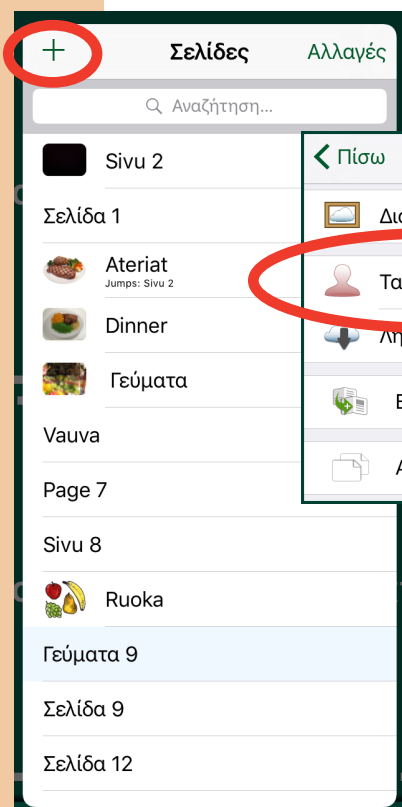 Σελίδες
Αλλαγές
Αναζήτηση...
Sivu 2
Πίσω
Σελίδα 1
Ateriat
Jumps: Sivu 2
Dinner
Γεύματα
Vauva
Page 7
Sivu 8
Ruoka
Γεύματα 9
Σελίδα 9
Σελίδα 12